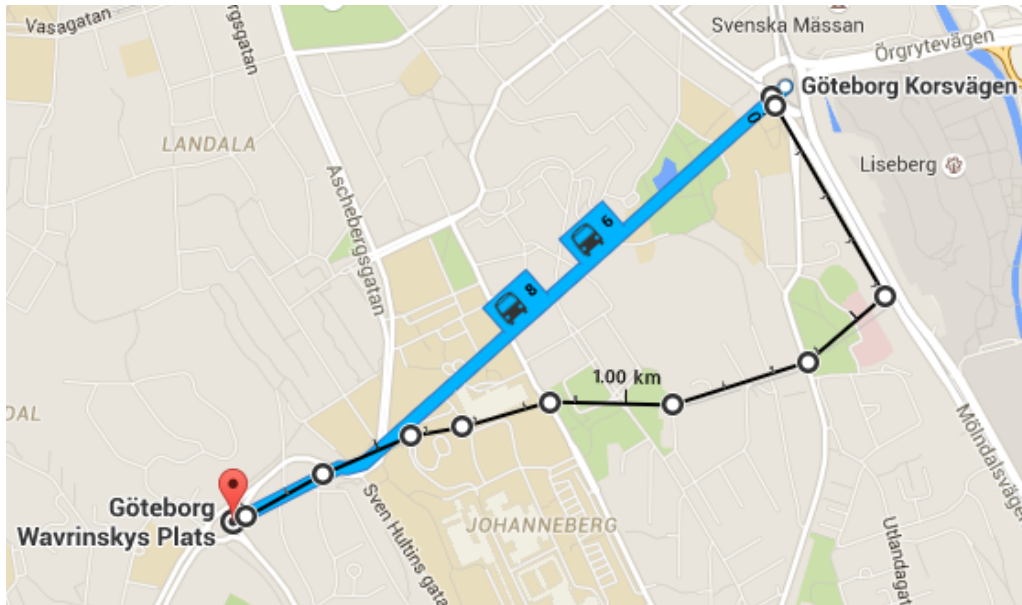 Vasagatan
rgsgatan
Svenska Mässan
Örgrytevägen
Göteborg Korsvägen
0
LANDALA
Liseberg
Aschebergsgatan
6
8
1.00 km
DAL
Mölndalsväge
Göteborg
Wavrinskys Plats
Sven Hultins gata
JOHANNEBERG
Utlandagat